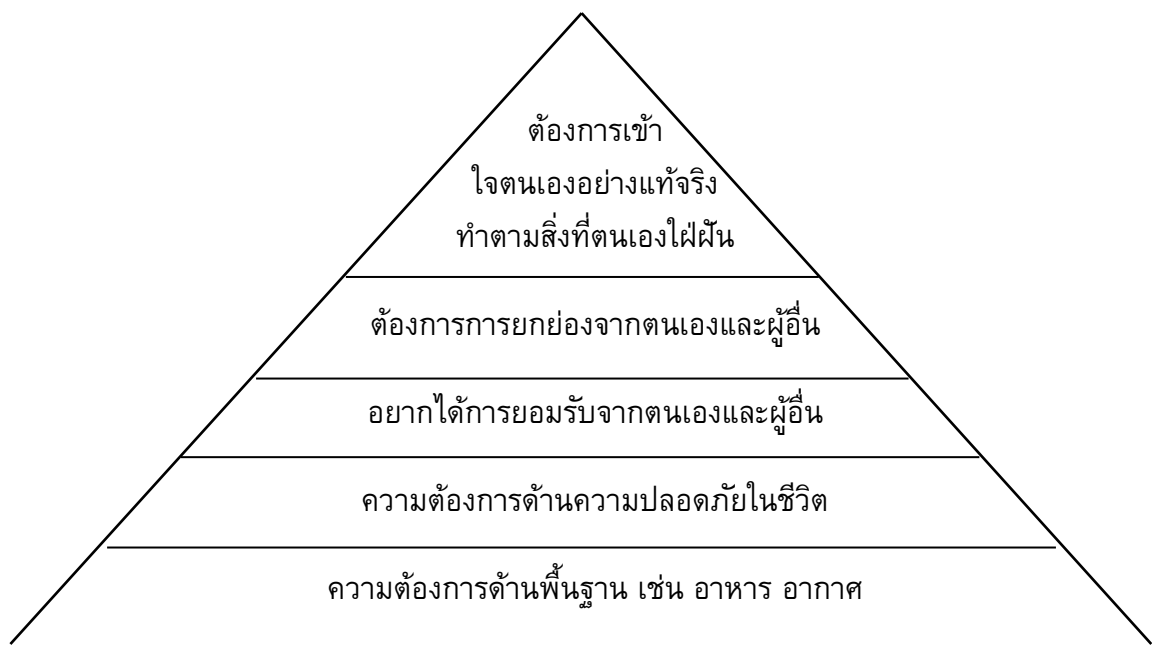 ต้องการเข้า
ใจตนเองอย่างแท้จริง
ทำตามสิ่งที่ตนเองใฝ่ฝัน
ต้องการการยกย่องจากตนเองและผู้อื่น
อยากได้การยอมรับจากตนเองและผู้อื่น
ความต้องการด้านความปลอดภัยในชีวิต
ความต้องการด้านพื้นฐาน เช่น อาหาร อากาศ